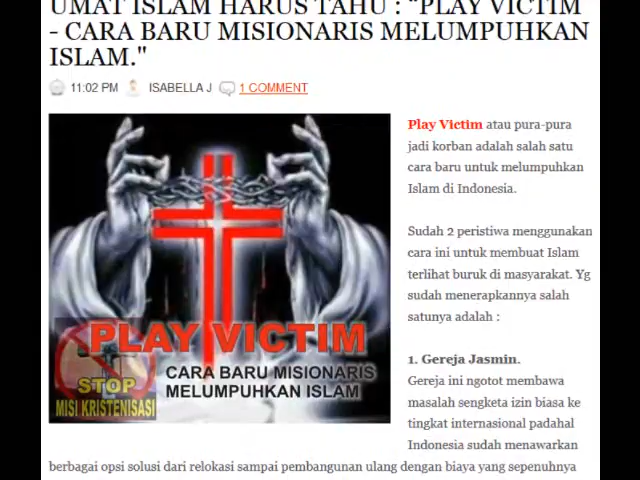 UMAT ISLAM HARUS TAHU : "PLAY VICTIM
- CARA BARU MISIONARIS MELUMPUHKAN
ISLAM."
11:02 PM ISABELLA J 1 COMMENT
PLAY VICTIM
CARA BARU MISIONARIS
MELUMPUHKAN ISLAM
STOP
MISI KRISTENISASI
Play Victim atau pura-pura
jadi korban adalah salah satu
cara baru untuk melumpuhkan
Islam di Indonesia.
Sudah 2 peristiwa menggunakan
cara ini untuk membuat Islam
terlihat buruk di masyarakat. Yg
sudah menerapkannya salah
satunya adalah :
1. Gereja Jasmin.
Gereja ini ngotot membawa
masalah sengketa izin biasa ke
tingkat internasional padahal
Indonesia sudah menawarkan
berbagai opsi solusi dari relokasi sampai pembangunan ulang dengan biaya yang sepenuhnya